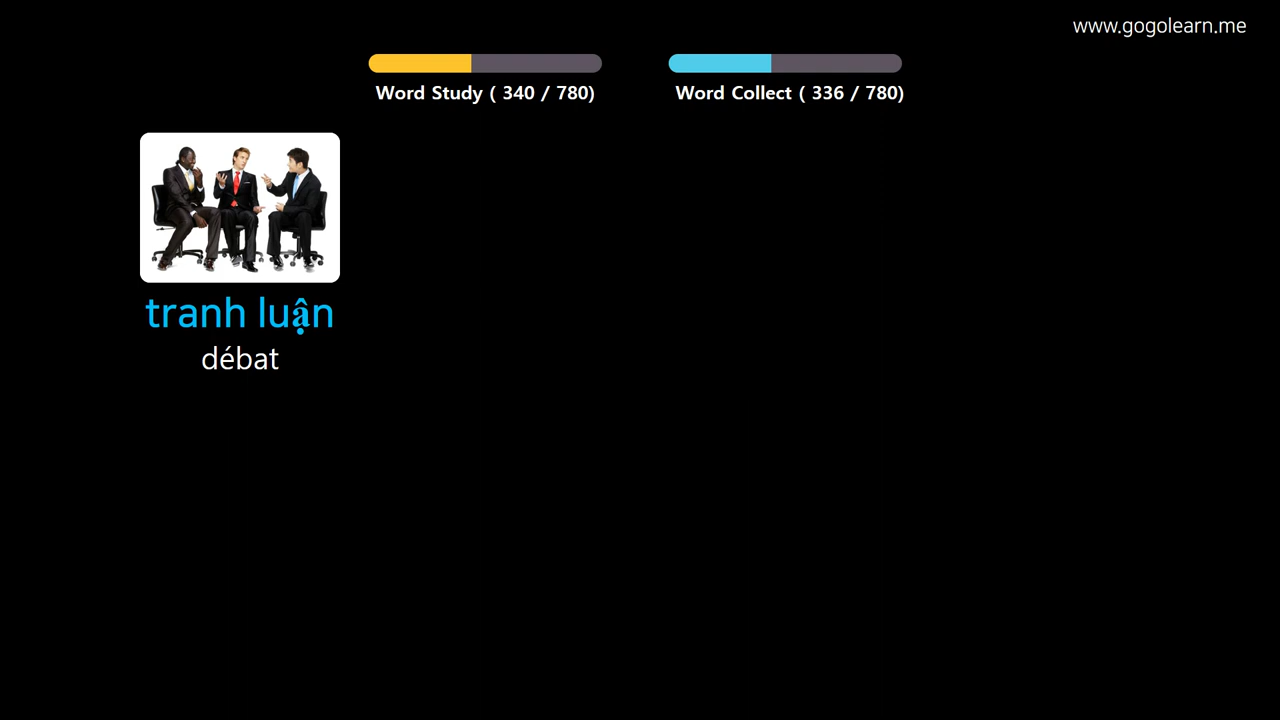 www.gogolearn.me
Word Study ( 340 / 780)
Word Collect ( 336 / 780)
tranh luận
débat